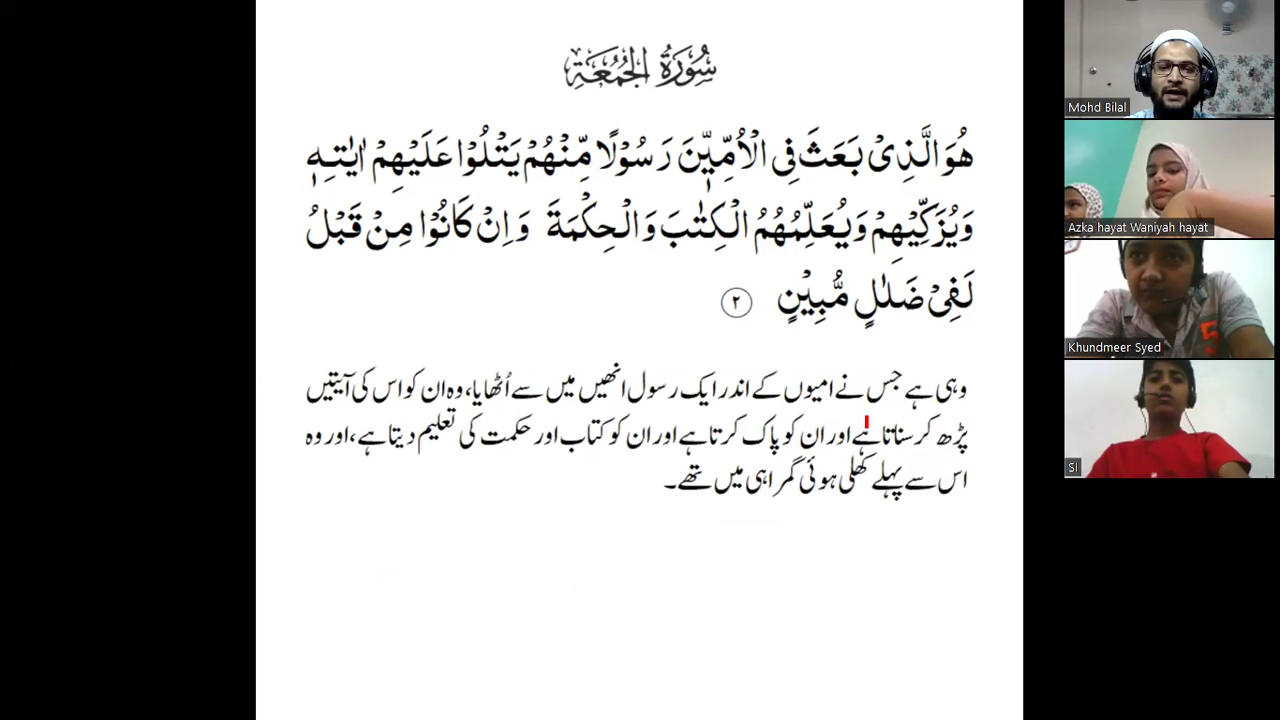 سُوْرَةُ الْجُمُعَةِ
هُوَ الَّذِیْ بَعَثَ فِی الْاُمِّیّٖنَ رَسُوْلًا مِّنْهُمْ یَتْلُوْا عَلَیْهِمْ اٰیٰتِهٖ
وَیُزَكِّیْهِمْ وَیُعَلِّمُهُمُ الْكِتٰبَ وَالْحِكْمَةَ وَاِنْ كَانُوْا مِنْ قَبْلُ
لَفِیْ ضَلٰلٍ مُّبِیْنٍ ۲
وہی ہے جس نے امیوں کے اندر ایک رسول انھیں میں سے اُٹھایا، وہ ان کو اس کی آیتیں
پڑھ کر سناتا ہے اور ان کو پاک کرتا ہے اور ان کو کتاب اور حکمت کی تعلیم دیتا ہے، اور وہ
اس سے پہلے کھلی ہوئی گمراہی میں تھے۔
Mohd Bilal
Azka hayat Waniyah hayat
Khundmeer Syed
SI